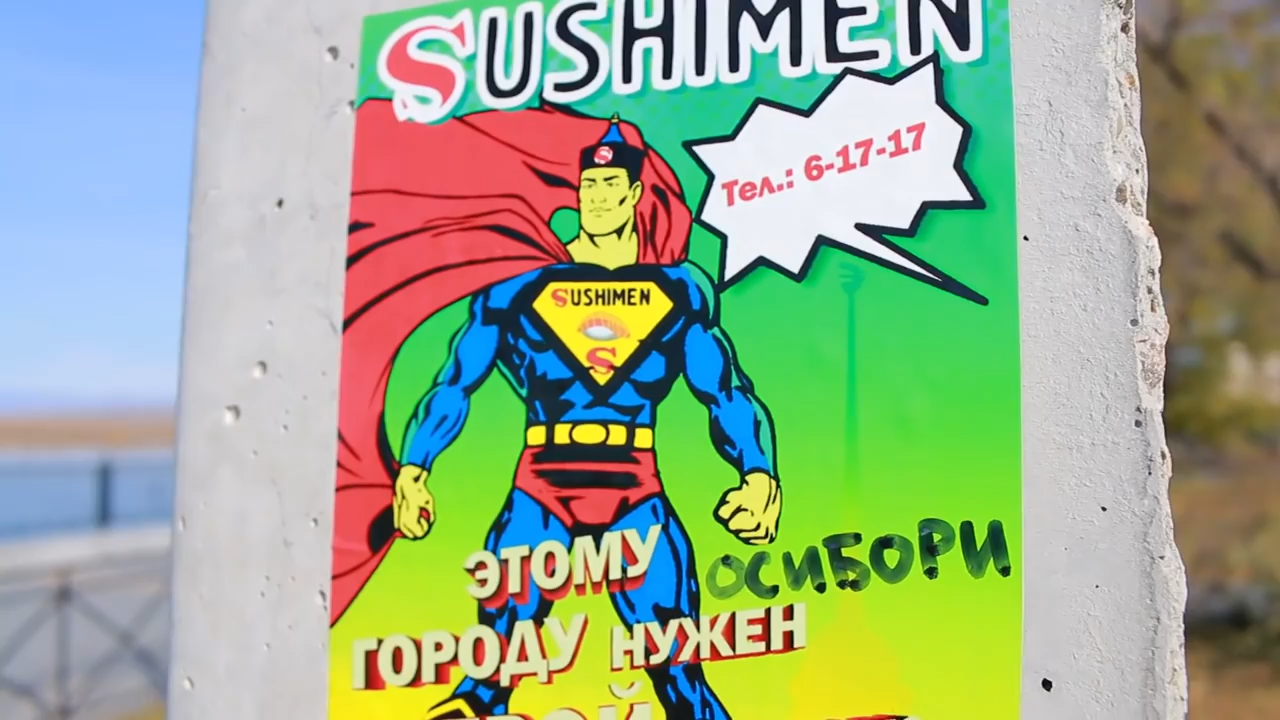 SUSHIMEN
Тел.: 6-17-17
S
SUSHIMEN
S
ОСИБОРИ
ЭТОМУ
ГОРОДУ НУЖЕН